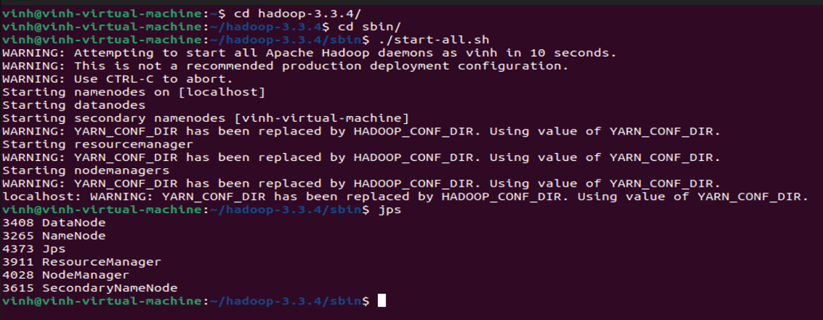 vinh@vinh-virtual-machine:~$ cd hadoop-3.3.4/
vinh@vinh-virtual-machine:~/hadoop-3.3.4$ cd sbin/
vinh@vinh-virtual-machine:~/hadoop-3.3.4/sbin$ ./start-all.sh
WARNING: Attempting to start all Apache Hadoop daemons as vinh in 10 seconds.
WARNING: This is not a recommended production deployment configuration.
WARNING: Use CTRL-C to abort.
Starting namenodes on [localhost]
Starting datanodes
Starting secondary namenodes [vinh-virtual-machine]
WARNING: YARN_CONF_DIR has been replaced by HADOOP_CONF_DIR. Using value of YARN_CONF_DIR.
Starting resourcemanager
WARNING: YARN_CONF_DIR has been replaced by HADOOP_CONF_DIR. Using value of YARN_CONF_DIR.
Starting nodemanagers
WARNING: YARN_CONF_DIR has been replaced by HADOOP_CONF_DIR. Using value of YARN_CONF_DIR.
localhost: WARNING: YARN_CONF_DIR has been replaced by HADOOP_CONF_DIR. Using value of YARN_CONF_DIR.
vinh@vinh-virtual-machine:~/hadoop-3.3.4/sbin$ jps
3408 DataNode
3265 NameNode
4373 Jps
3911 ResourceManager
4028 NodeManager
3615 SecondaryNameNode
vinh@vinh-virtual-machine:~/hadoop-3.3.4/sbin$